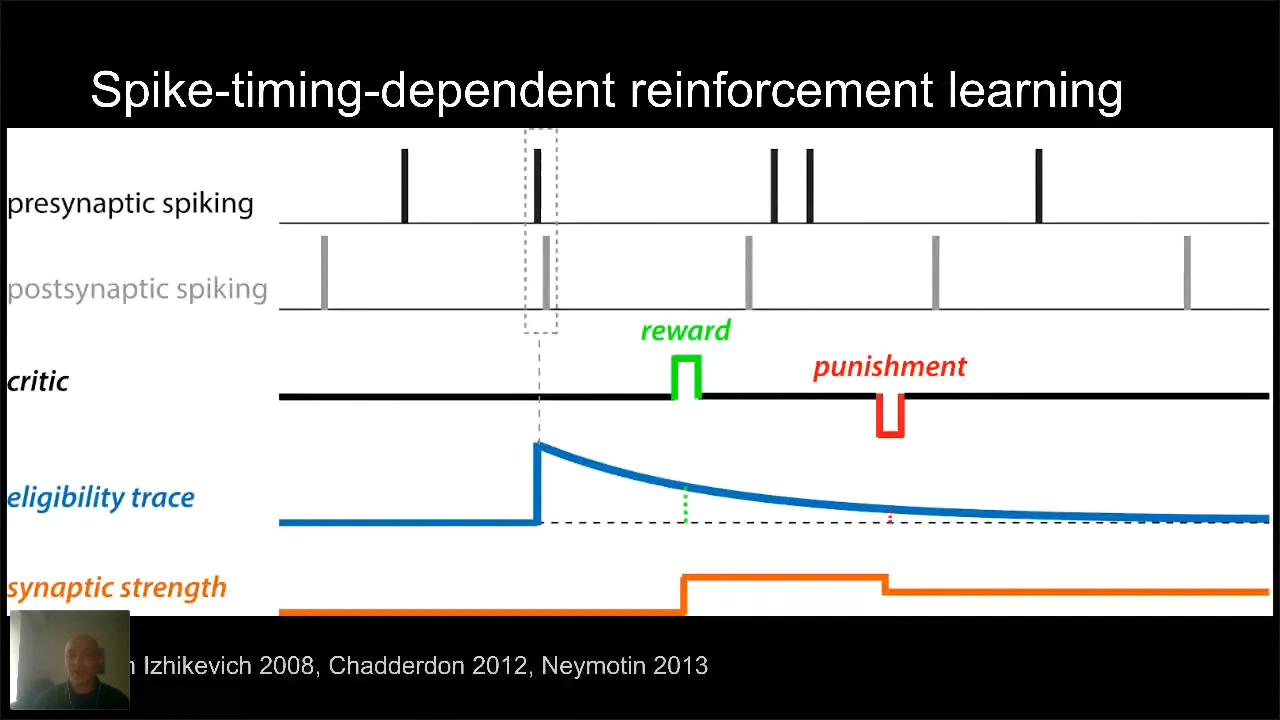 Spike-timing-dependent reinforcement learning
presynaptic spiking
postsynaptic spiking
reward
punishment
critic
eligibility trace
synaptic strength
Izhikevich 2008, Chadderdon 2012, Neymotin 2013